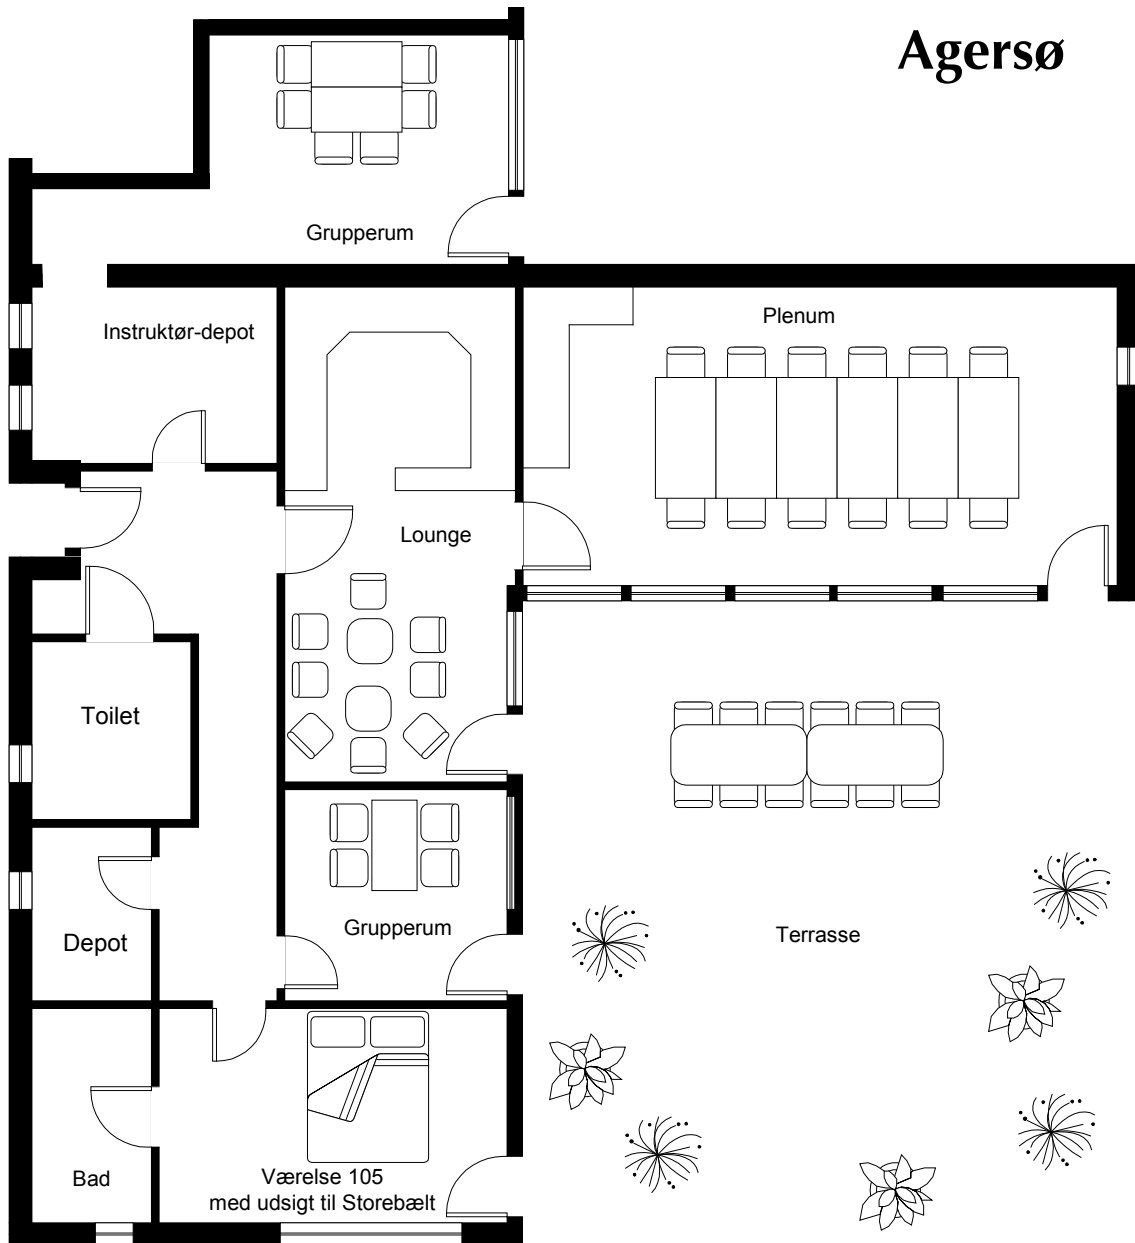 Agersø
Grupperum
Instruktør-depot
Plenum
Lounge
Toilet
Grupperum
Terrasse
Depot
Bad
Værelse 105
med udsigt til Storebælt